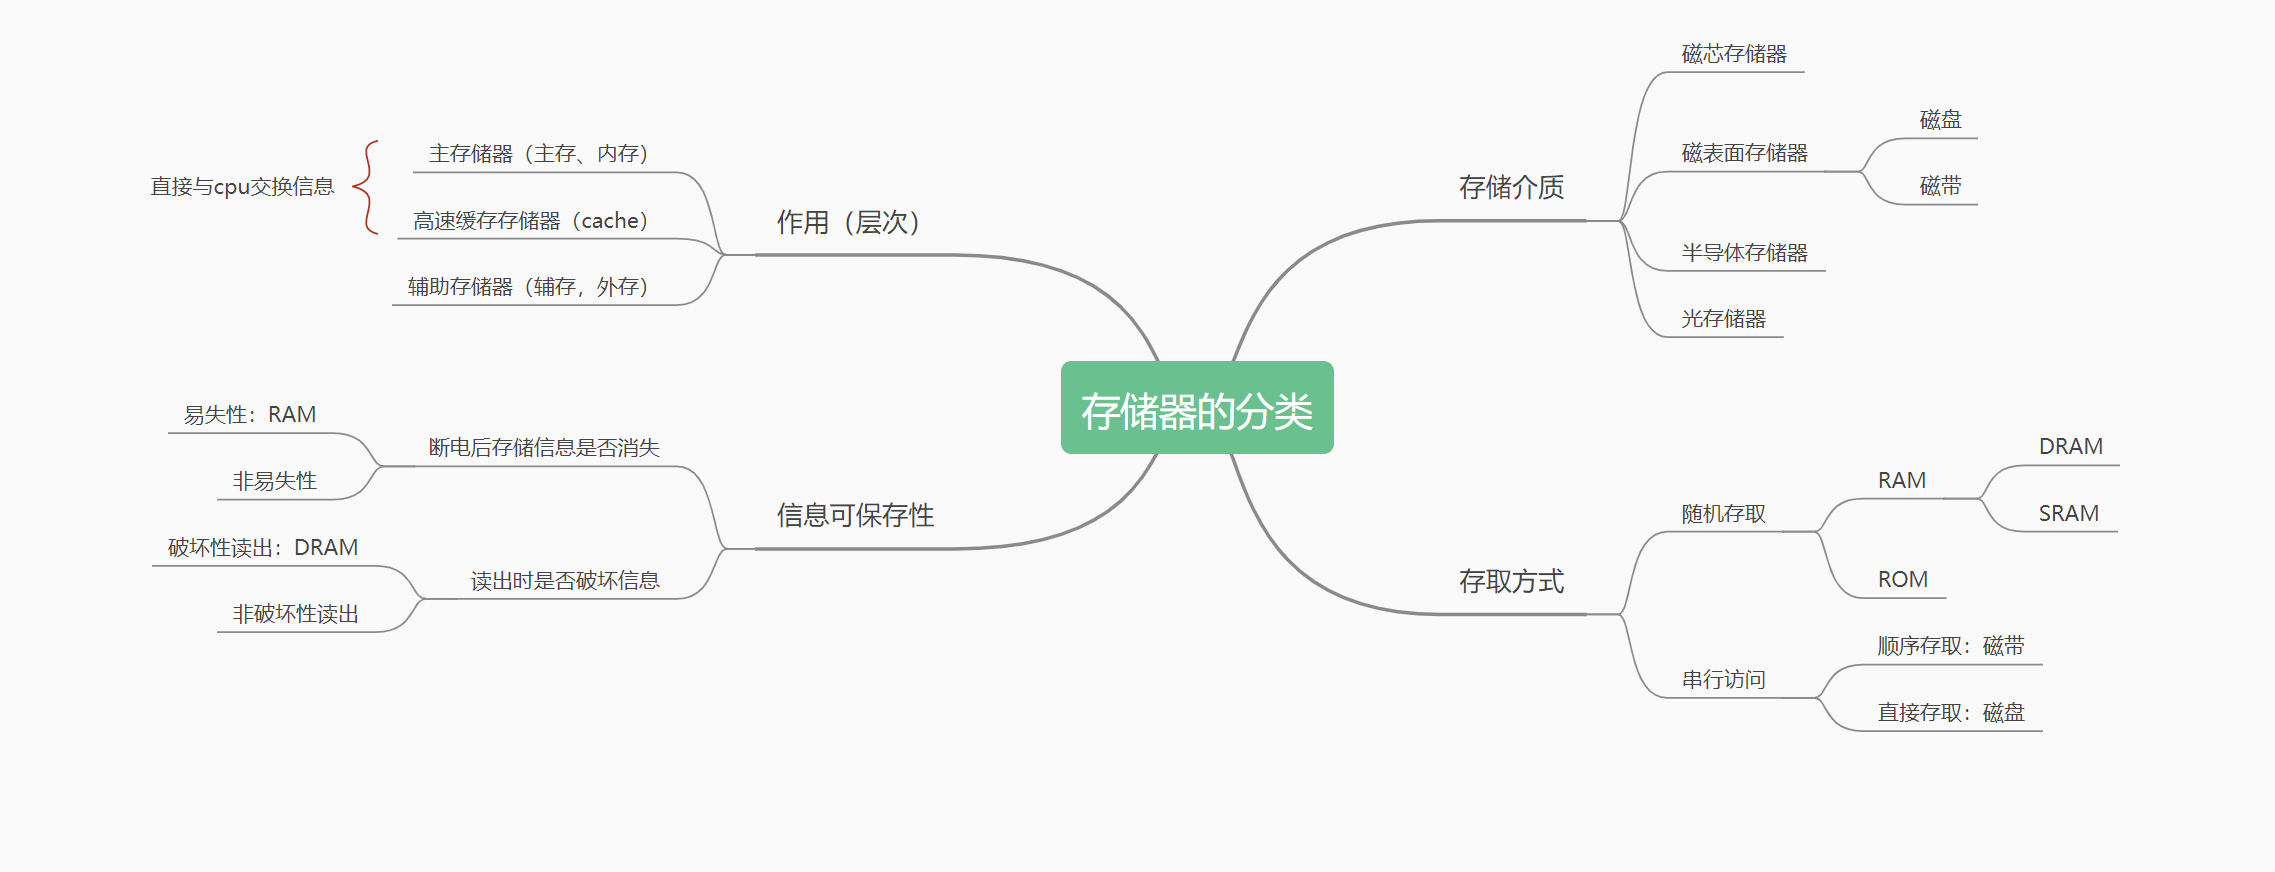 存储器的分类
作用（层次）
主存储器（主存、内存）
高速缓存存储器（cache）
直接与cpu交换信息
辅助存储器（辅存，外存）
信息可保存性
断电后存储信息是否消失
易失性：RAM
非易失性
读出时是否破坏信息
破坏性读出：DRAM
非破坏性读出
存储介质
磁芯存储器
磁表面存储器
磁盘
磁带
半导体存储器
光存储器
存取方式
随机存取
RAM
DRAM
SRAM
ROM
串行访问
顺序存取：磁带
直接存取：磁盘